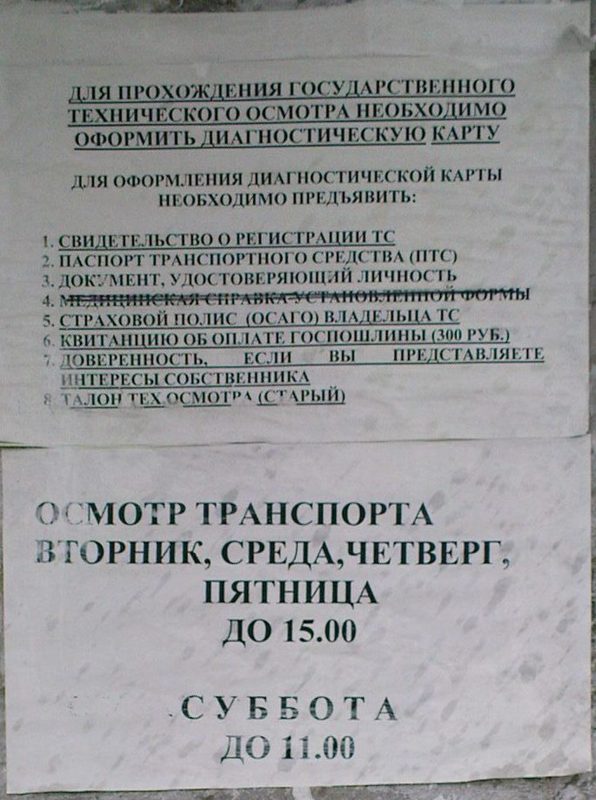 ДЛЯ ПРОХОЖДЕНИЯ ГОСУДАРСТВЕННОГО
ТЕХНИЧЕСКОГО ОСМОТРА НЕОБХОДИМО
ОФОРМИТЬ ДИАГНОСТИЧЕСКУЮ КАРТУ
ДЛЯ ОФОРМЛЕНИЯ ДИАГНОСТИЧЕСКОЙ КАРТЫ
НЕОБХОДИМО ПРЕДЪЯВИТЬ:
1. СВИДЕТЕЛЬСТВО О РЕГИСТРАЦИИ ТС
2. ПАСПОРТ ТРАНСПОРТНОГО СРЕДСТВА (ПТС)
3. ДОКУМЕНТ, УДОСТОВЕРЯЮЩИЙ ЛИЧНОСТЬ
4. МЕДИЦИНСКАЯ СПРАВКА УСТАНОВЛЕННОЙ ФОРМЫ
5. СТРАХОВОЙ ПОЛИС (ОСАГО) ВЛАДЕЛЬЦА ТС
6. КВИТАНЦИЮ ОБ ОПЛАТЕ ГОСПОШЛИНЫ (300 РУБ.)
7. ДОВЕРЕННОСТЬ, ЕСЛИ ВЫ ПРЕДСТАВЛЯЕТЕ
ИНТЕРЕСЫ СОБСТВЕННИКА
8. ТАЛОН ТЕХ.ОСМОТРА (СТАРЫЙ)
ОСМОТР ТРАНСПОРТА
ВТОРНИК, СРЕДА,ЧЕТВЕРГ,
ПЯТНИЦА
ДО 15.00
СУББОТА
ДО 11.00